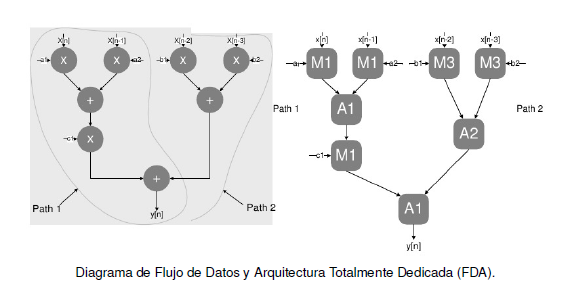 X[n] X[n-1] X[n-2] X[n-3]
a1 x x a2 b1 x x b2
+ +
c1 x
+
Path 1 Path 2
y[n]
x[n] x[n-1] x[n-2] x[n-3]
a M1 M1 a2 b1 M3 M3 b2
Path 1 A1 Path 2
A2
c1 M1
A1
y[n]
Diagrama de Flujo de Datos y Arquitectura Totalmente Dedicada (FDA).